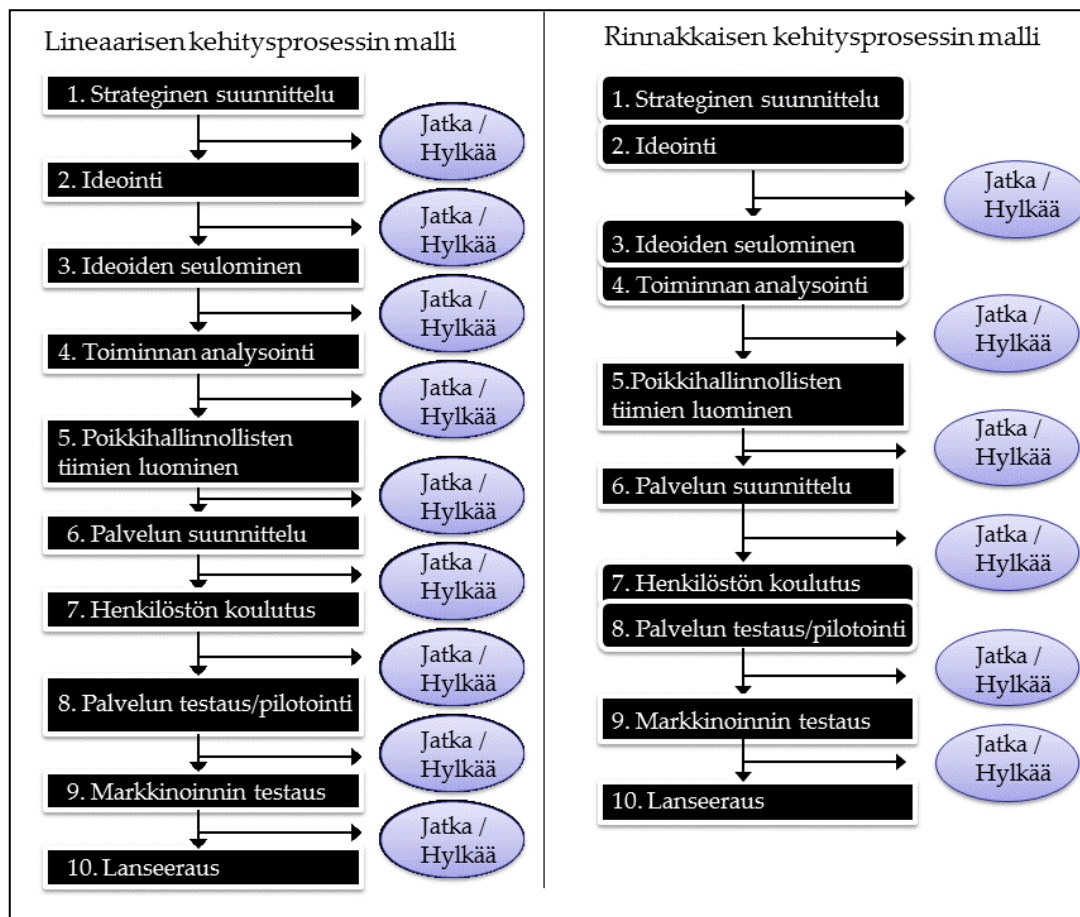 Lineaarisen kehitysprosessin malli
1. Strateginen suunnittelu
Jatka /
Hylkää
2. Ideointi
Jatka /
Hylkää
3. Ideoiden seulominen
Jatka /
Hylkää
4. Toiminnan analysointi
Jatka /
Hylkää
5. Poikkihallinnollisten
tiimien luominen
Jatka /
Hylkää
6. Palvelun suunnittelu
Jatka /
Hylkää
7. Henkilöstön koulutus
Jatka /
Hylkää
8. Palvelun testaus/pilotointi
Jatka /
Hylkää
9. Markkinoinnin testaus
Jatka /
Hylkää
10. Lanseeraus
Rinnakkaisen kehitysprosessin malli
1. Strateginen suunnittelu
2. Ideointi
Jatka /
Hylkää
3. Ideoiden seulominen
4. Toiminnan analysointi
Jatka /
Hylkää
5.Poikkihallinnollisten
tiimien luominen
Jatka /
Hylkää
6. Palvelun suunnittelu
Jatka /
Hylkää
7. Henkilöstön koulutus
8. Palvelun testaus/pilotointi
Jatka /
Hylkää
9. Markkinoinnin testaus
Jatka /
Hylkää
10. Lanseeraus